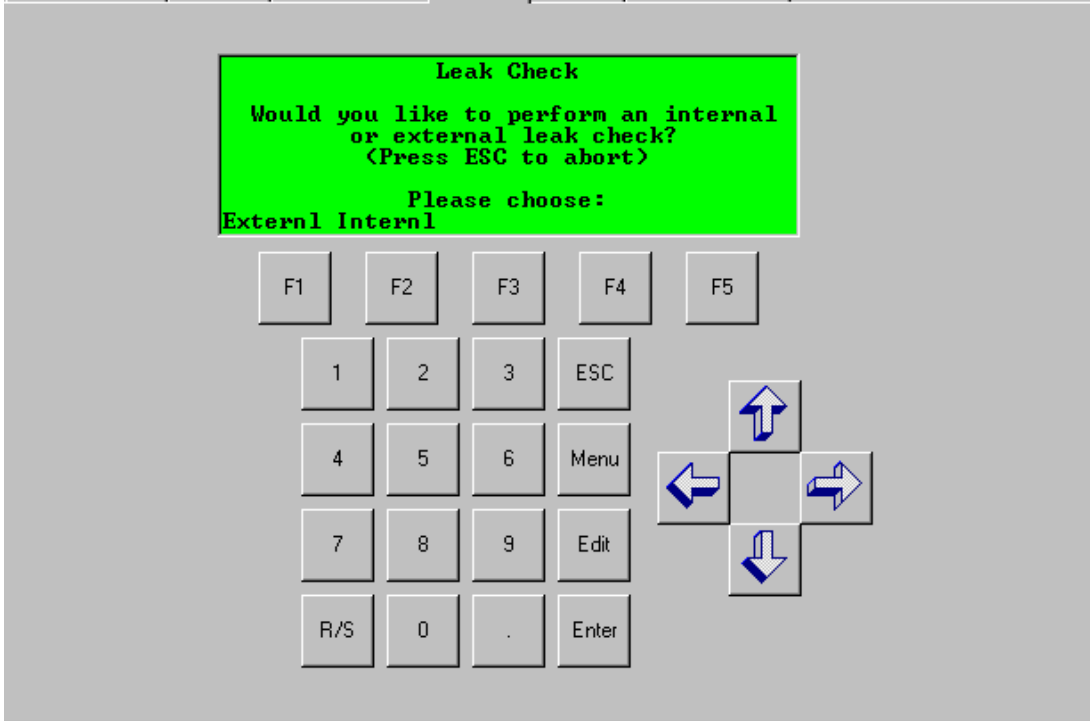 Leak Check
Would you like to perform an internal
or external leak check?
(Press ESC to abort)
Please choose:
Externl Internl
F1 F2 F3 F4 F5
1 2 3 ESC
4 5 6 Menu
7 8 9 Edit
R/S 0 . Enter